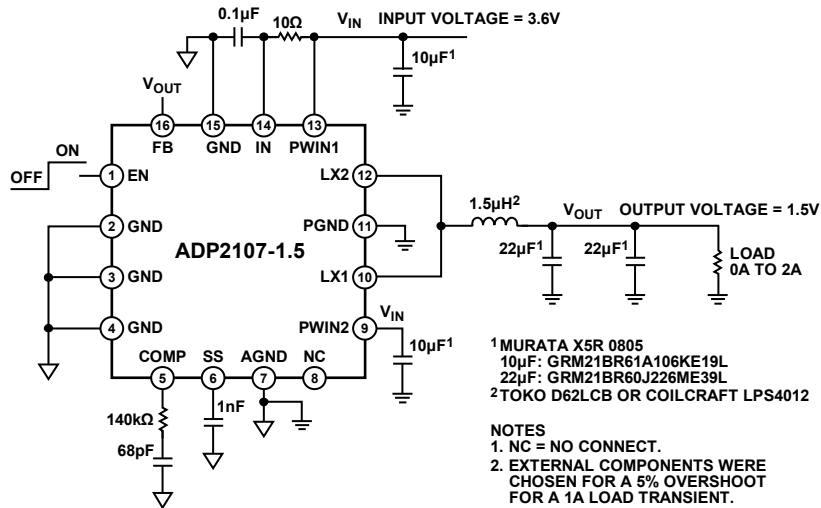 0.1μF
10Ω
VIN
INPUT VOLTAGE = 3.6V
10μF1
VOUT
16
15
14
13
FB
GND
IN
PWIN1
ON
OFF
1
EN
LX2
12
2
GND
PGND
11
ADP2107-1.5
3
GND
LX1
10
4
GND
PWIN2
9
VIN
10μF1
1.5μH2
VOUT
OUTPUT VOLTAGE = 1.5V
22μF1
22μF1
LOAD
0A TO 2A
COMP
SS
AGND
NC
5
6
7
8
140kΩ
68pF
1nF
1 MURATA X5R 0805
10μF: GRM21BR61A106KE19L
22μF: GRM21BR60J226ME39L
2 TOKO D62LCB OR COILCRAFT LPS4012
NOTES
1. NC = NO CONNECT.
2. EXTERNAL COMPONENTS WERE
CHOSEN FOR A 5% OVERSHOOT
FOR A 1A LOAD TRANSIENT.